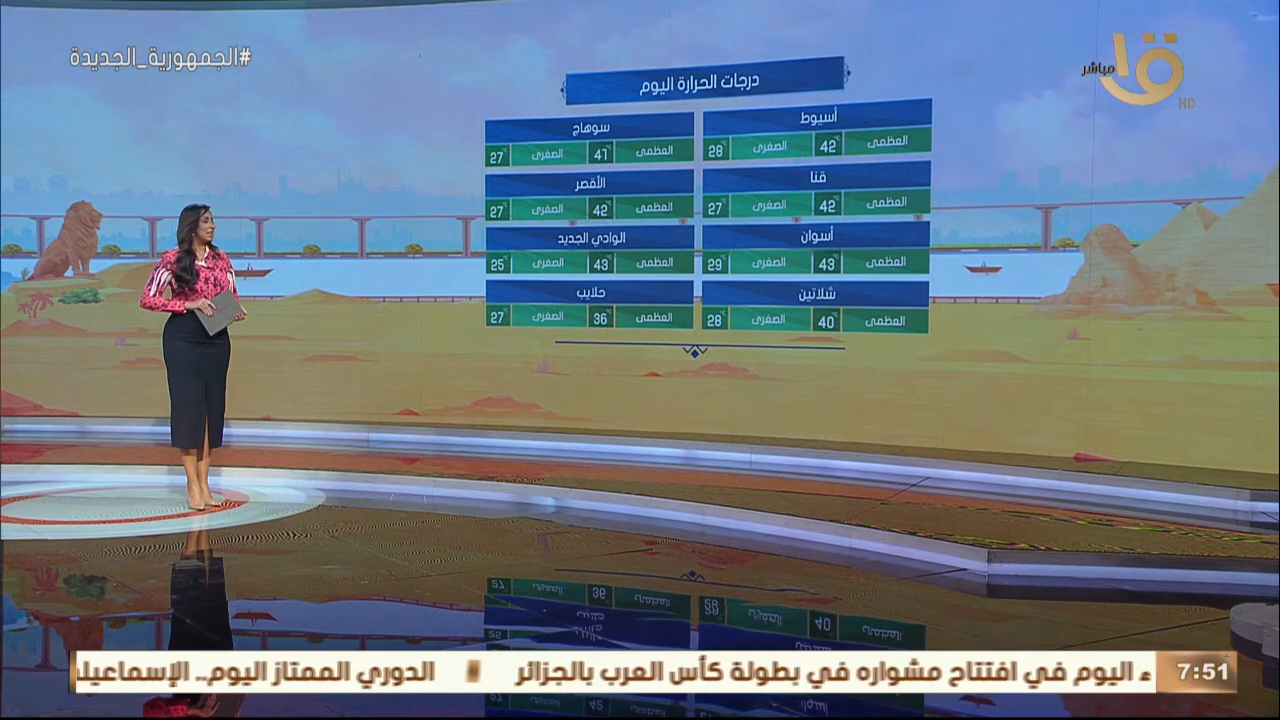 #الجمهورية_الجديدة
مباشر
HD
درجات الحرارة اليوم
أسيوط
العظمى 42 الصغرى 28
سوهاج
العظمى 41 الصغرى 27
قنا
العظمى 42 الصغرى 27
الأقصر
العظمى 42 الصغرى 27
أسوان
العظمى 43 الصغرى 29
الوادي الجديد
العظمى 43 الصغرى 25
شلاتين
العظمى 40 الصغرى 28
حلايب
العظمى 36 الصغرى 27
7:51
ء اليوم في افتتاح مشواره في بطولة كأس العرب بالجزائر الدوري الممتاز اليوم.. الإسماعيل